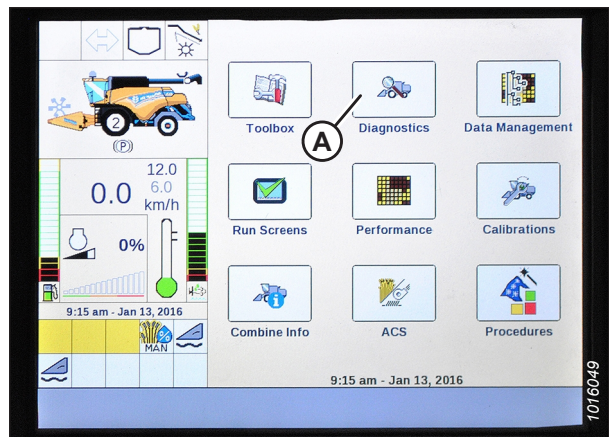 2
(P)
12.0
0.0
6.0
km/h
0%
9:15 am - Jan 13, 2016
%
MAN
Toolbox
A
Diagnostics
Data Management
Run Screens
Performance
Calibrations
Combine Info
ACS
Procedures
9:15 am - Jan 13, 2016
1016049